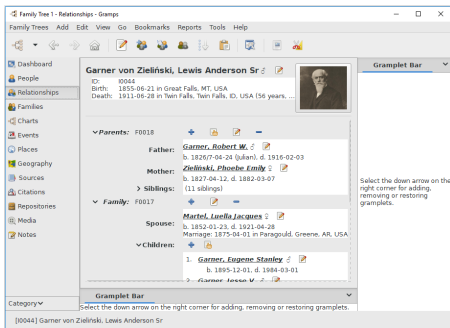 Family Tree 1 - Relationships - Gramps
Family Trees Add Edit View Go Bookmarks Reports Tools Help
Dashboard
People
Relationships
Families
Charts
Events
Places
Geography
Sources
Citations
Repositories
Media
Notes
Category
Garner von Zieliński, Lewis Anderson Sr
ID: I0044
Birth: 1855-06-21 in Great Falls, MT, USA
Death: 1911-06-28 in Twin Falls, Twin Falls, ID, USA (56 years, ...
Parents: F0018
Father: Garner, Robert W.
b. 1826/7-04-24 (Julian), d. 1916-02-03
Mother: Zieliński, Phoebe Emily
b. 1827-04-12, d. 1882-03-07
Siblings: (11 siblings)
Family: F0017
Spouse: Martel, Luella Jacques
b. 1852-01-23, d. 1921-04-28
Marriage: 1875-04-01 in Paragould, Greene, AR, USA
Children:
1. Garner, Eugene Stanley
b. 1895-12-01, d. 1984-03-01
2. Garner, Jesse V.
Gramplet Bar
Select the down arrow on the right corner for adding, removing or restoring gramplets.
Gramplet Bar
Select the down arrow on the
right corner for adding,
removing or restoring
gramplets.
[I0044] Garner von Zieliński, Lewis Anderson Sr